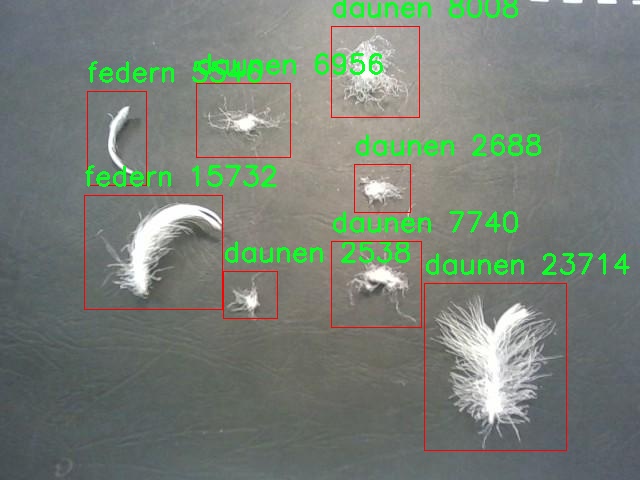 daunen 8008
federn 5546
daunen 6956
daunen 2688
federn 15732
daunen 7740
daunen 2538
daunen 23714